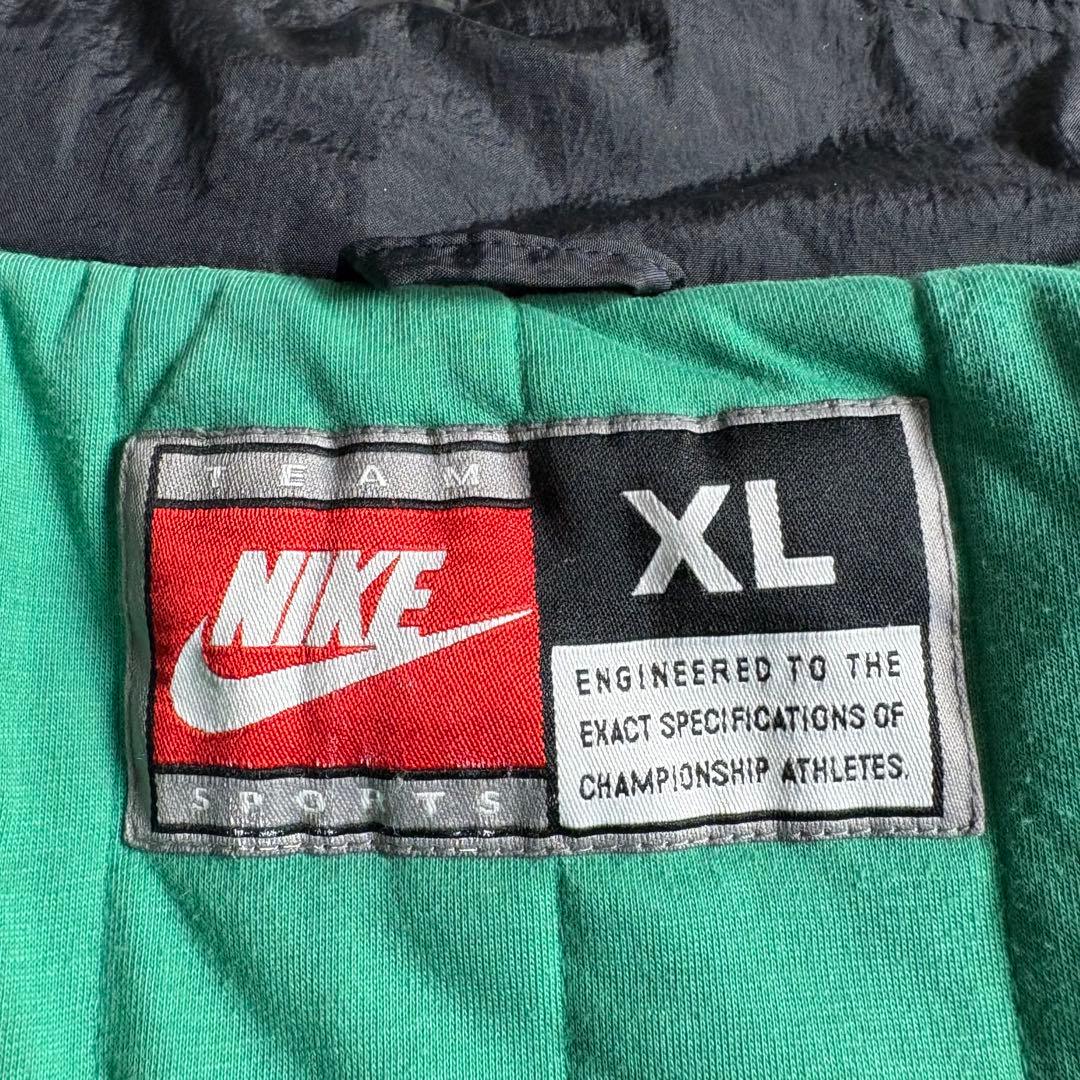 TEAM
NIKE
SPORTS
XL
ENGINEERED TO THE
EXACT SPECIFICATIONS OF
CHAMPIONSHIP ATHLETES.